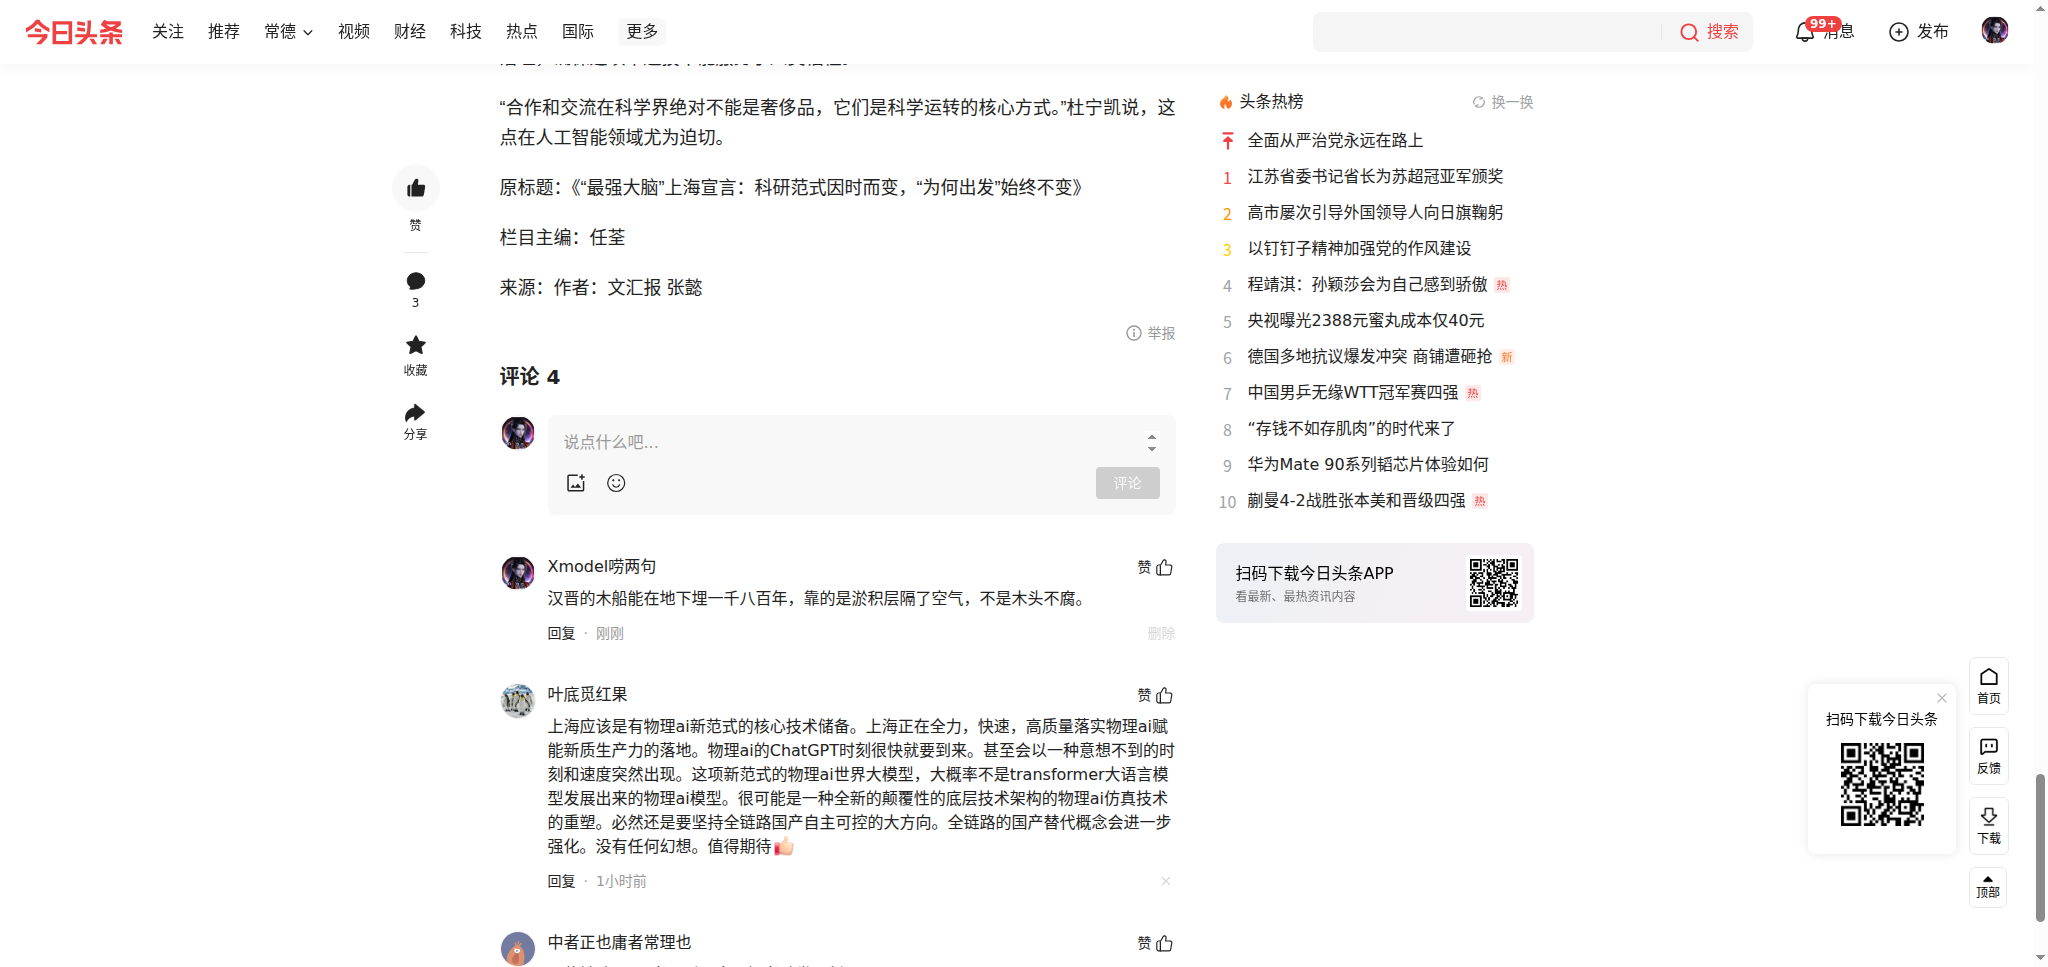 今日头条
关注 推荐 常德 视频 财经 科技 热点 国际 更多
搜索
99+
消息
发布
“合作和交流在科学界绝对不能是奢侈品，它们是科学运转的核心方式。”杜宁凯说，这
点在人工智能领域尤为迫切。
原标题：《“最强大脑”上海宣言：科研范式因时而变，“为何出发”始终不变》
栏目主编：任荃
来源：作者：文汇报 张懿
举报
赞
3
收藏
分享
评论 4
说点什么吧...
评论
Xmodel唠两句
赞
汉晋的木船能在地下埋一千八百年，靠的是淤积层隔了空气，不是木头不腐。
回复 · 刚刚
删除
叶底觅红果
赞
上海应该是有物理ai新范式的核心技术储备。上海正在全力，快速，高质量落实物理ai赋
能新质生产力的落地。物理ai的ChatGPT时刻很快就要到来。甚至会以一种意想不到的时
刻和速度突然出现。这项新范式的物理ai世界大模型，大概率不是transformer大语言模
型发展出来的物理ai模型。很可能是一种全新的颠覆性的底层技术架构的物理ai仿真技术
的重塑。必然还是要坚持全链路国产自主可控的大方向。全链路的国产替代概念会进一步
强化。没有任何幻想。值得期待
回复 · 1小时前
中者正也庸者常理也
赞
头条热榜
换一换
全面从严治党永远在路上
1 江苏省委书记省长为苏超冠亚军颁奖
2 高市屡次引导外国领导人向日旗鞠躬
3 以钉钉子精神加强党的作风建设
4 程靖淇：孙颖莎会为自己感到骄傲 热
5 央视曝光2388元蜜丸成本仅40元
6 德国多地抗议爆发冲突 商铺遭砸抢 新
7 中国男乒无缘WTT冠军赛四强 热
8 “存钱不如存肌肉”的时代来了
9 华为Mate 90系列韬芯片体验如何
10 蒯曼4-2战胜张本美和晋级四强 热
扫码下载今日头条APP
看最新、最热资讯内容
扫码下载今日头条
首页
反馈
下载
顶部